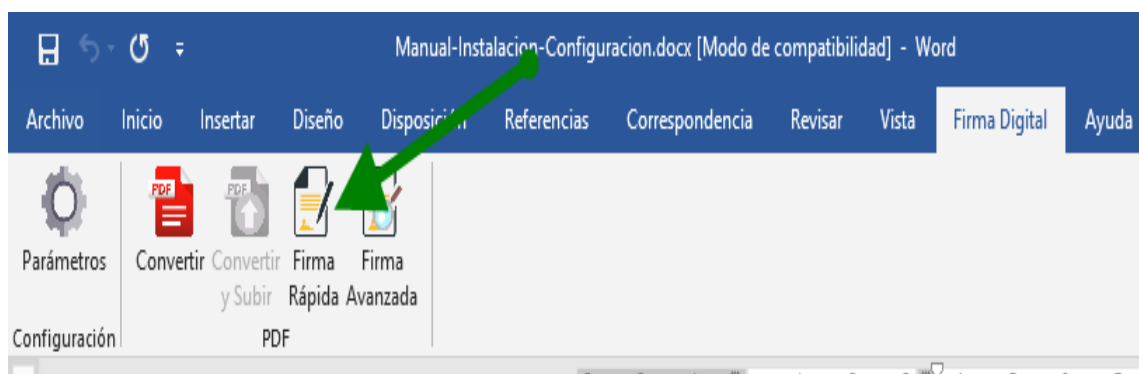 Manual-Instalacion-Configuracion.docx [Modo de compatibilidad] - Word
Archivo Inicio Insertar Diseño Disposición Referencias Correspondencia Revisar Vista Firma Digital Ayuda
PDF PDF
Parámetros Convertir Convertir Firma Firma
y Subir Rápida Avanzada
Configuración PDF